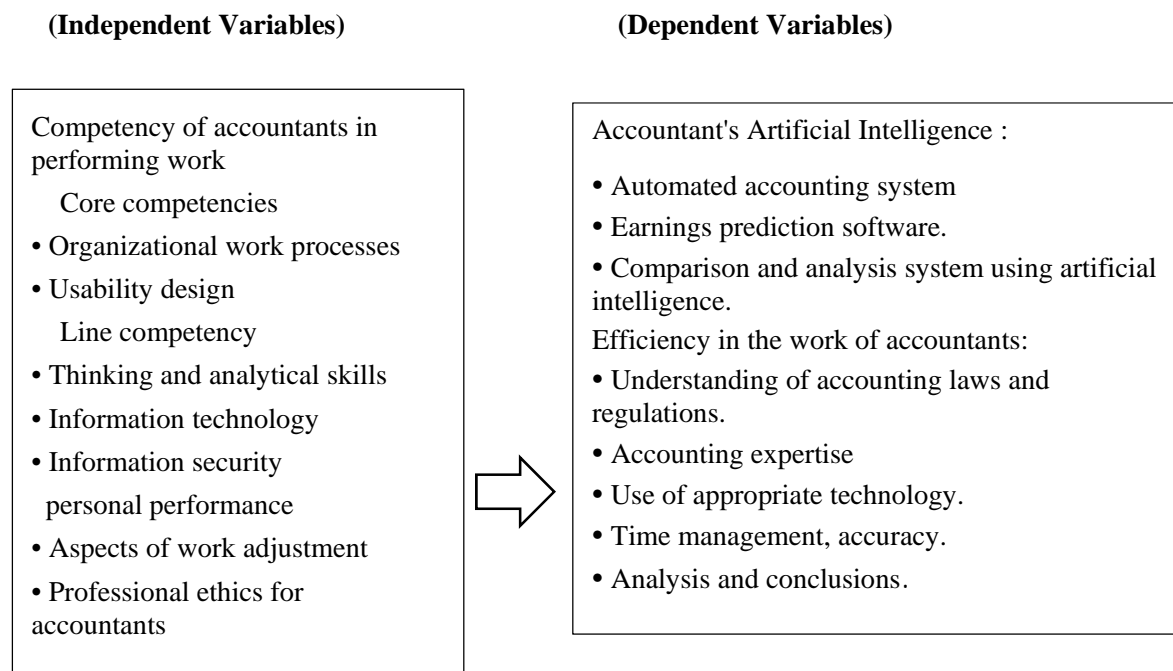 (Independent Variables)
(Dependent Variables)
Competency of accountants in
performing work
Core competencies
• Organizational work processes
• Usability design
Line competency
• Thinking and analytical skills
• Information technology
• Information security
personal performance
• Aspects of work adjustment
• Professional ethics for
accountants
Accountant's Artificial Intelligence :
• Automated accounting system
• Earnings prediction software.
• Comparison and analysis system using artificial
intelligence.
Efficiency in the work of accountants:
• Understanding of accounting laws and
regulations.
• Accounting expertise
• Use of appropriate technology.
• Time management, accuracy.
• Analysis and conclusions.